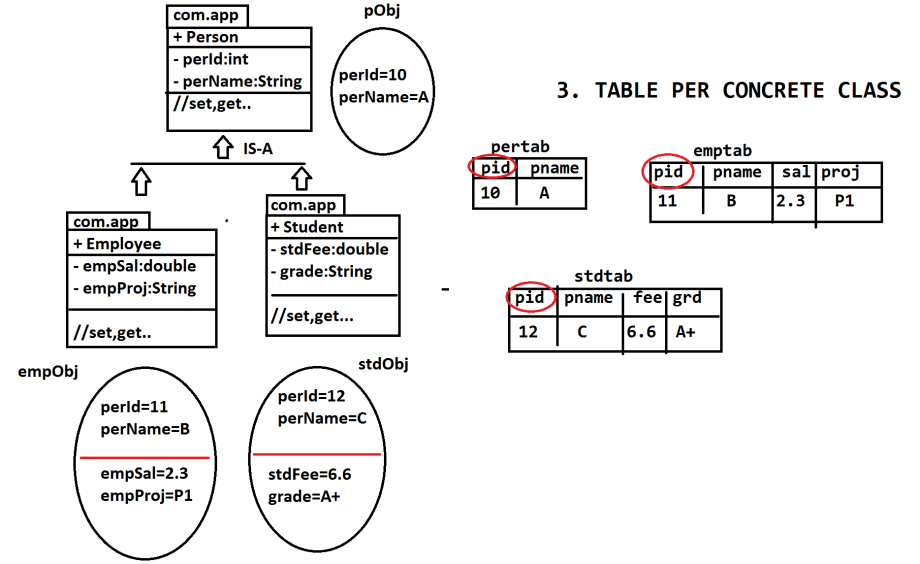 com.app
+ Person
- perId:int
- perName:String
//set,get..
pObj
perId=10
perName=A
IS-A
com.app
+ Employee
- empSal:double
- empProj:String
//set,get..
com.app
+ Student
- stdFee:double
- grade:String
//set,get...
empObj
perId=11
perName=B
empSal=2.3
empProj=P1
stdObj
perId=12
perName=C
stdFee=6.6
grade=A+
3. TABLE PER CONCRETE CLASS
pertab
pid pname
10 A
emptab
pid pname sal proj
11 B 2.3 P1
stdtab
pid pname fee grd
12 C 6.6 A+